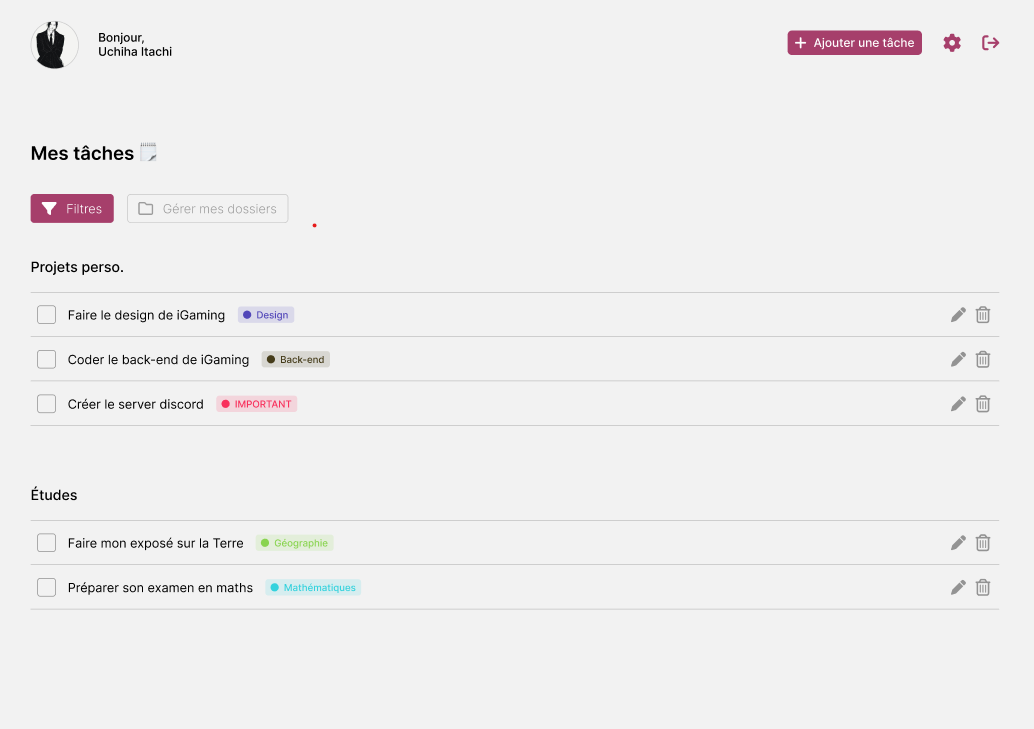 Bonjour,
Uchiha Itachi
Ajouter une tâche
Mes tâches
Filtres
Gérer mes dossiers
Projets perso.
Faire le design de iGaming Design
Coder le back-end de iGaming Back-end
Créer le server discord IMPORTANT
Études
Faire mon exposé sur la Terre Géographie
Préparer son examen en maths Mathématiques